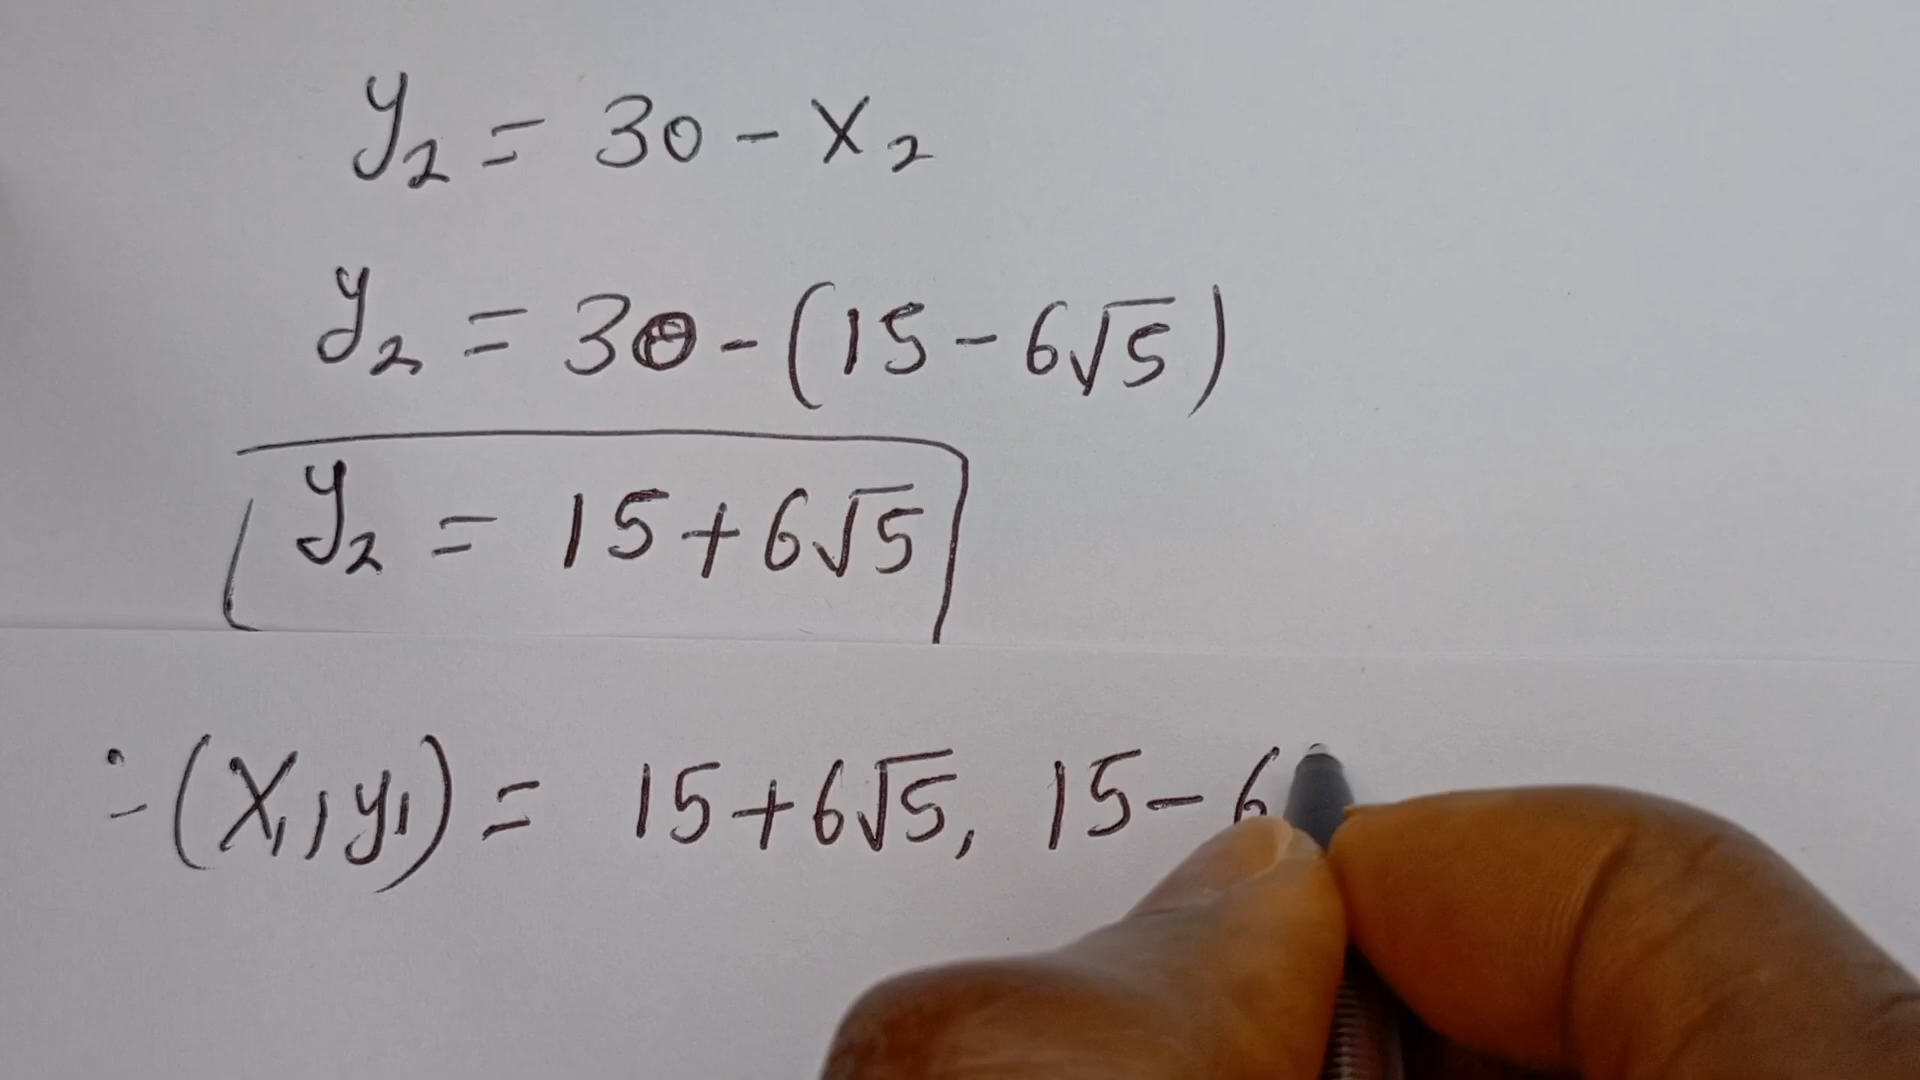 y₂ = 30 - x₂
y₂ = 30 - (15 - 6√5)
y₂ = 15 + 6√5
∴ (x₁, y₁) = 15 + 6√5, 15 - 6